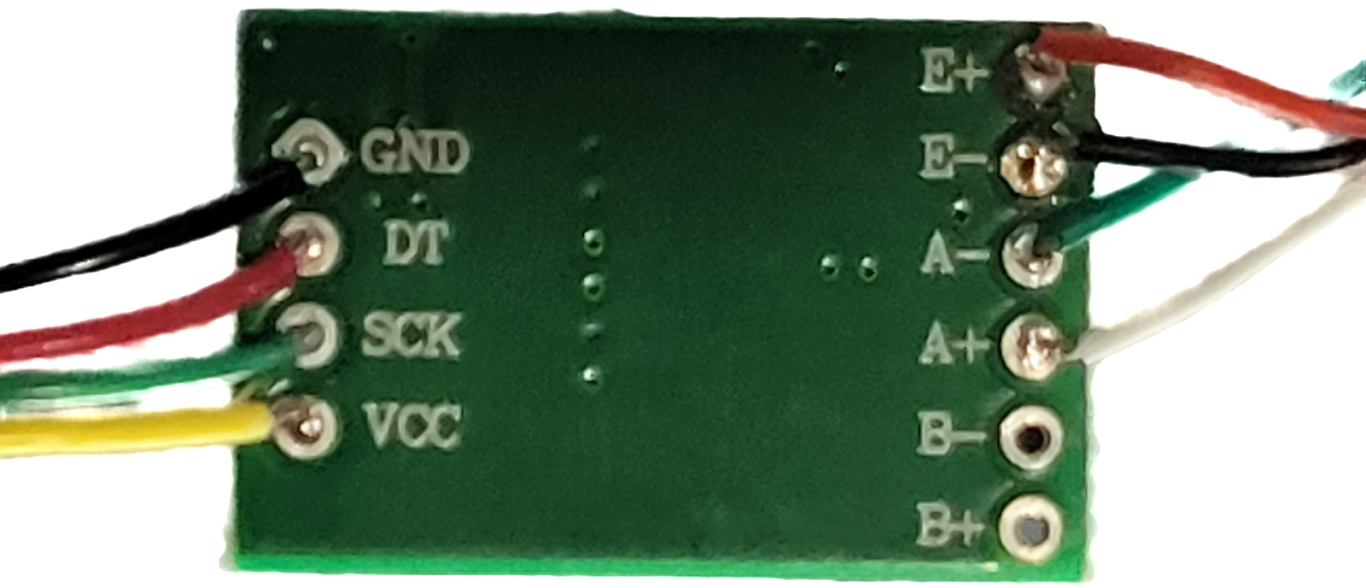 GND
DT
SCK
VCC
E+
E-
A-
A+
B-
B+